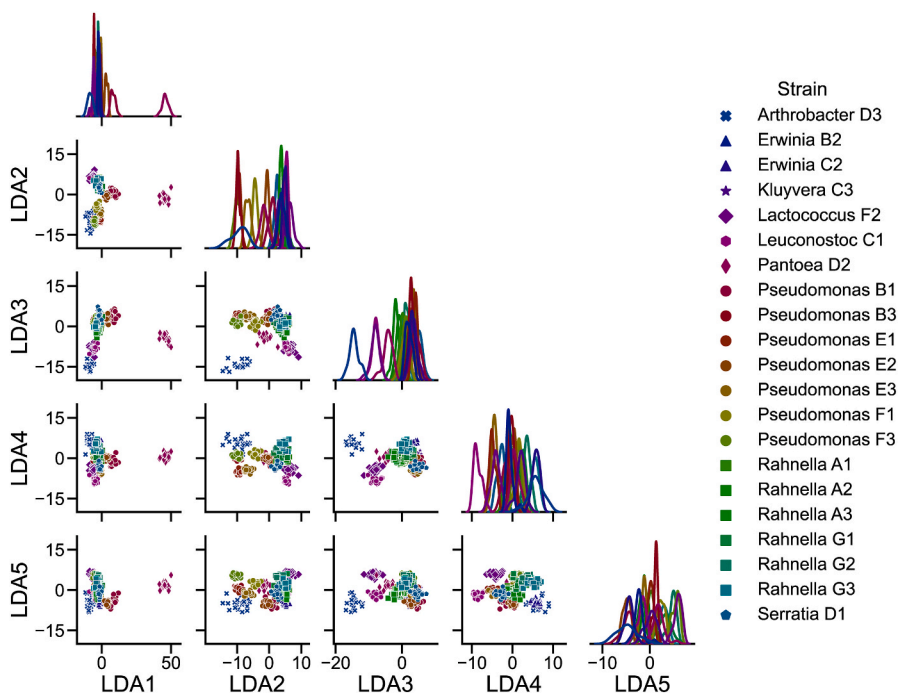 Strain
Arthrobacter D3
Erwinia B2
Erwinia C2
Kluyvera C3
Lactococcus F2
Leuconostoc C1
Pantoea D2
Pseudomonas B1
Pseudomonas B3
Pseudomonas E1
Pseudomonas E2
Pseudomonas E3
Pseudomonas F1
Pseudomonas F3
Rahnella A1
Rahnella A2
Rahnella A3
Rahnella G1
Rahnella G2
Rahnella G3
Serratia D1
LDA2
15
0
−15
LDA3
15
0
−15
LDA4
15
0
−15
LDA5
15
0
−15
0 50
−10 0 10
−20 0
−10 0 10
−10 0
LDA1 LDA2 LDA3 LDA4 LDA5